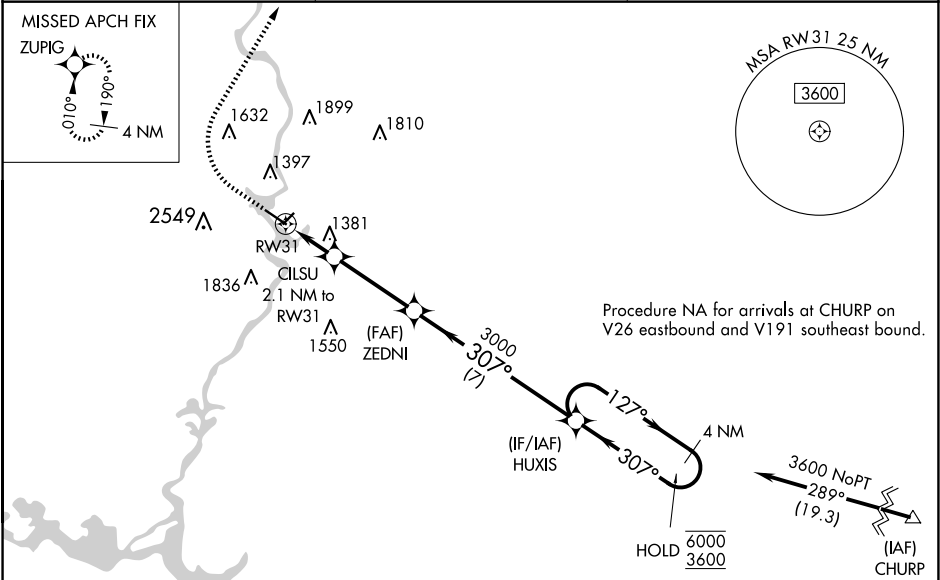 MISSED APCH FIX
ZUPIG
010°
190°
4 NM
MSA RW31 25 NM
3600
1632
1899
1810
1397
2549
1381
RW31
1836
CILSU
2.1 NM to
RW31
1550
(FAF)
ZEDNI
3000
307°
(7)
Procedure NA for arrivals at CHURP on
V26 eastbound and V191 southeast bound.
(IF/IAF)
HUXIS
127°
307°
4 NM
HOLD
6000
3600
3600 NoPT
289°
(19.3)
(IAF)
CHURP